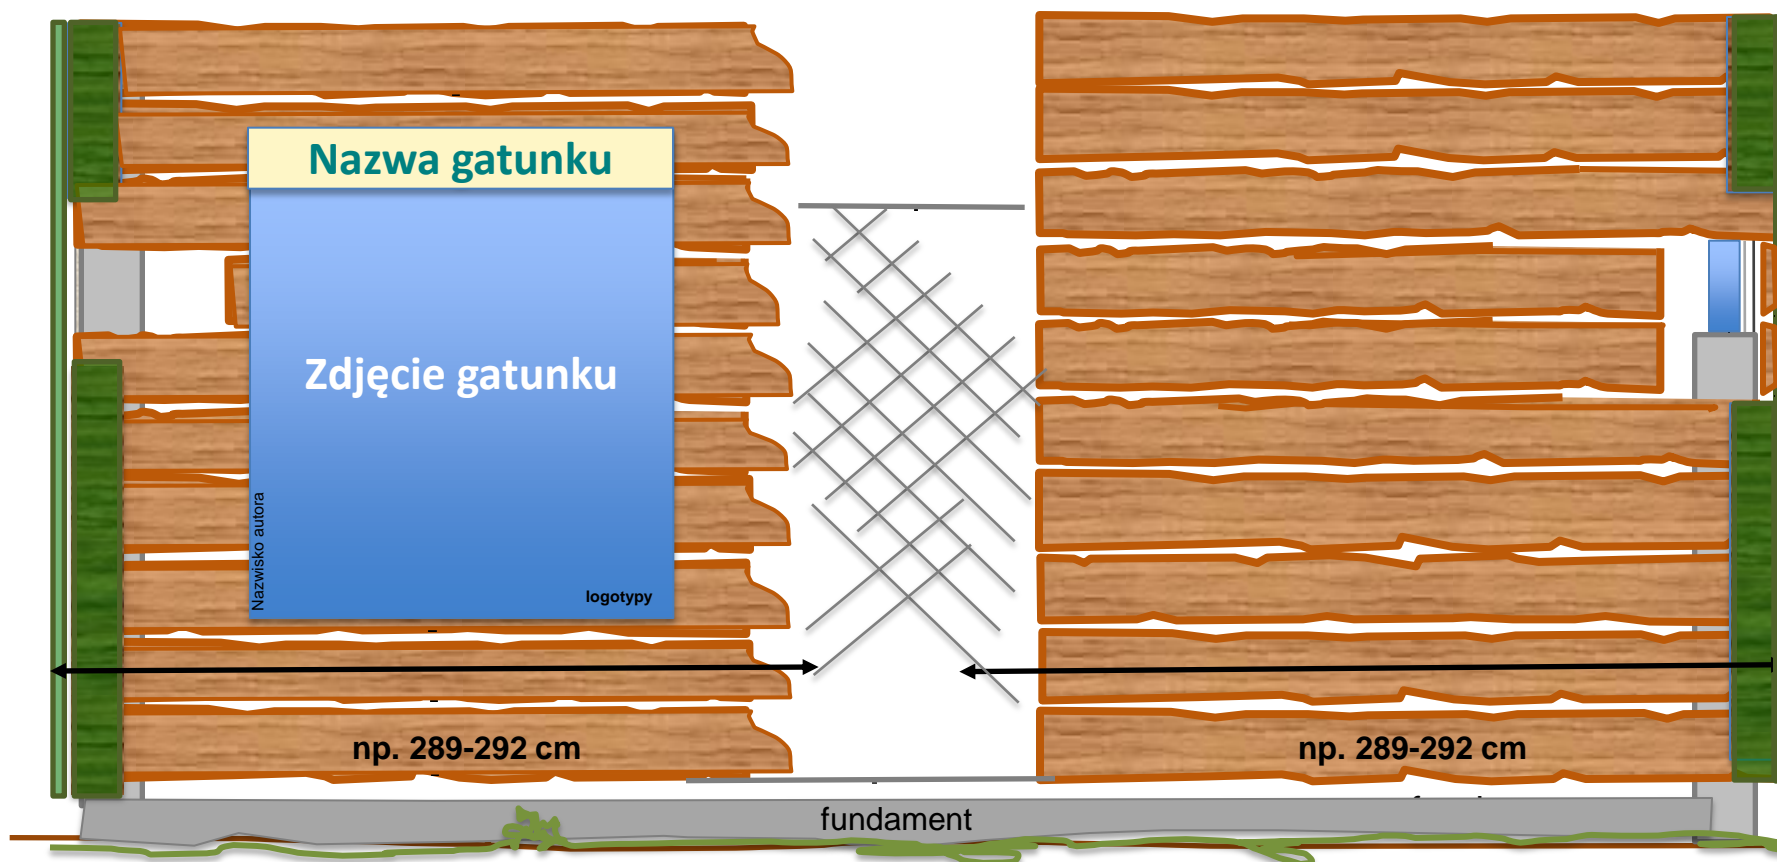 Nazwa gatunku
Zdjęcie gatunku
Nazwisko autora
logotypy
np. 289-292 cm
np. 289-292 cm
fundament